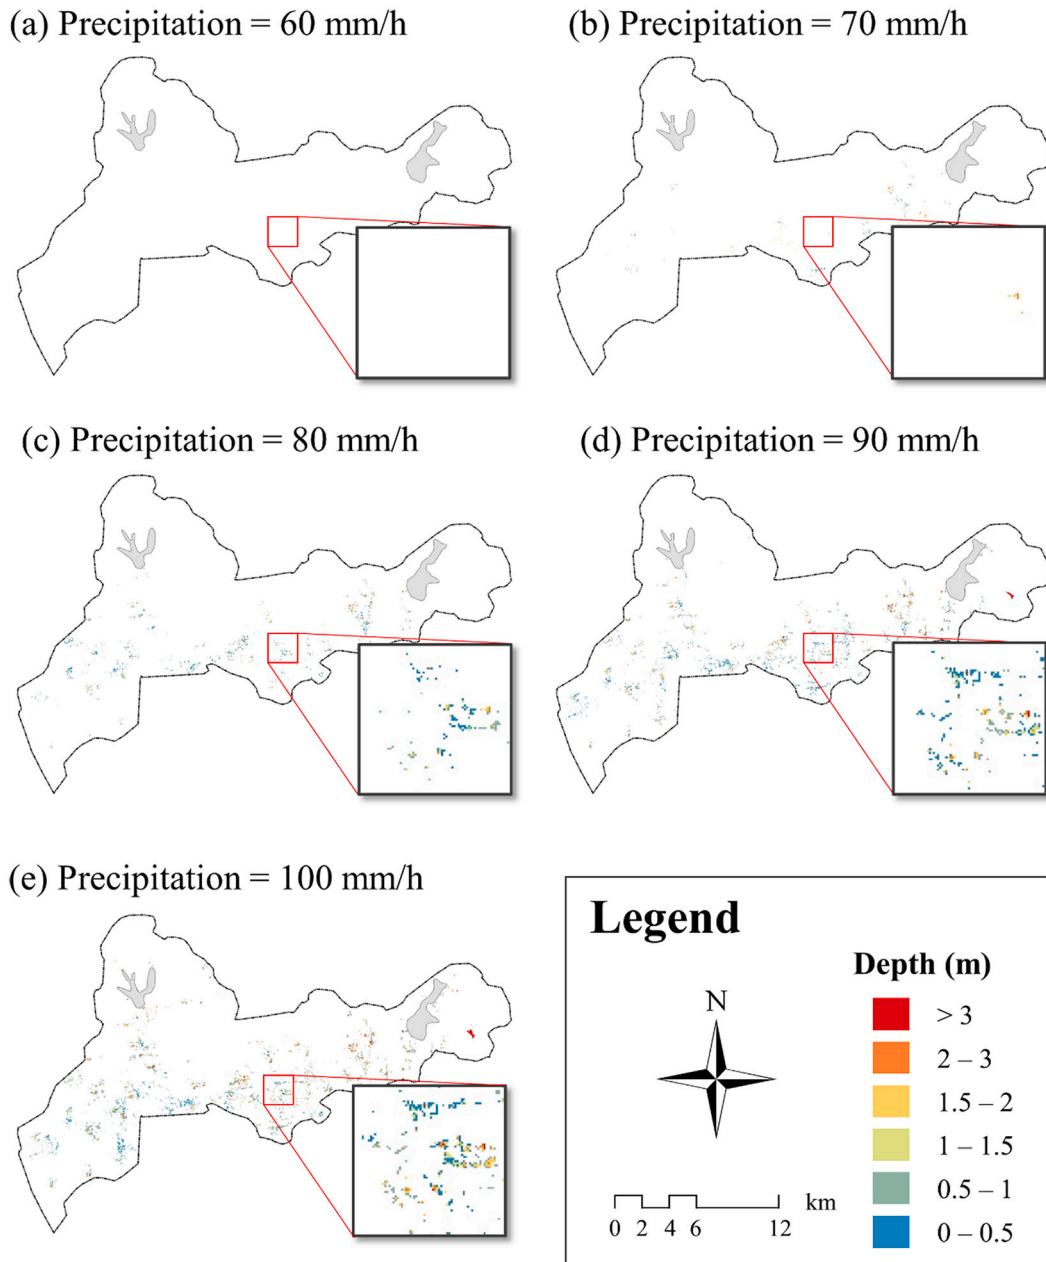 (a) Precipitation = 60 mm/h
(b) Precipitation = 70 mm/h
(c) Precipitation = 80 mm/h
(d) Precipitation = 90 mm/h
(e) Precipitation = 100 mm/h
Legend
Depth (m)
N
> 3
2 – 3
1.5 – 2
1 – 1.5
0.5 – 1
0 – 0.5
km
0 2 4 6 12